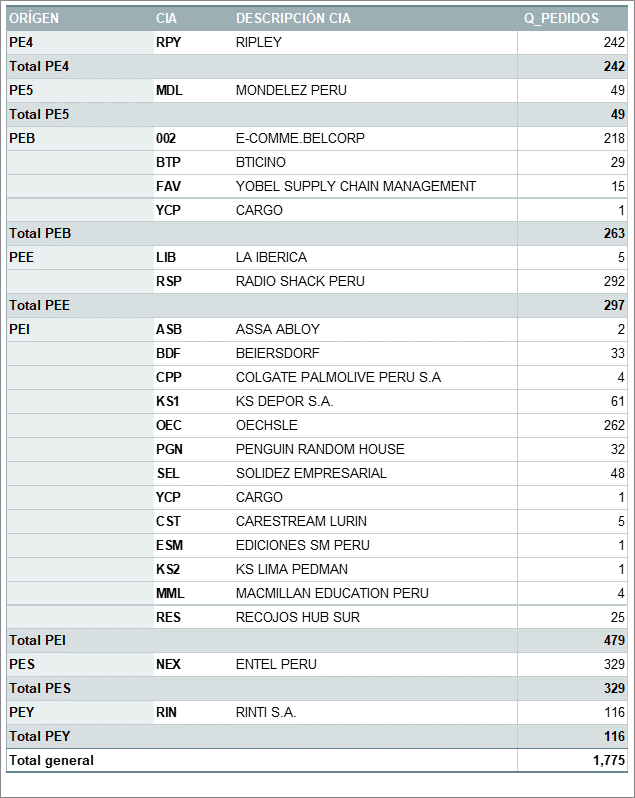 ORÍGEN CIA DESCRIPCIÓN CIA Q_PEDIDOS
PE4 RPY RIPLEY 242
Total PE4 242
PE5 MDL MONDELEZ PERU 49
Total PE5 49
PEB 002 E-COMME.BELCORP 218
BTP BTICINO 29
FAV YOBEL SUPPLY CHAIN MANAGEMENT 15
YCP CARGO 1
Total PEB 263
PEE LIB LA IBERICA 5
RSP RADIO SHACK PERU 292
Total PEE 297
PEI ASB ASSA ABLOY 2
BDF BEIERSDORF 33
CPP COLGATE PALMOLIVE PERU S.A 4
KS1 KS DEPOR S.A. 61
OEC OECHSLE 262
PGN PENGUIN RANDOM HOUSE 32
SEL SOLIDEZ EMPRESARIAL 48
YCP CARGO 1
CST CARESTREAM LURIN 5
ESM EDICIONES SM PERU 1
KS2 KS LIMA PEDMAN 1
MML MACMILLAN EDUCATION PERU 4
RES RECOJOS HUB SUR 25
Total PEI 479
PES NEX ENTEL PERU 329
Total PES 329
PEY RIN RINTI S.A. 116
Total PEY 116
Total general 1,775